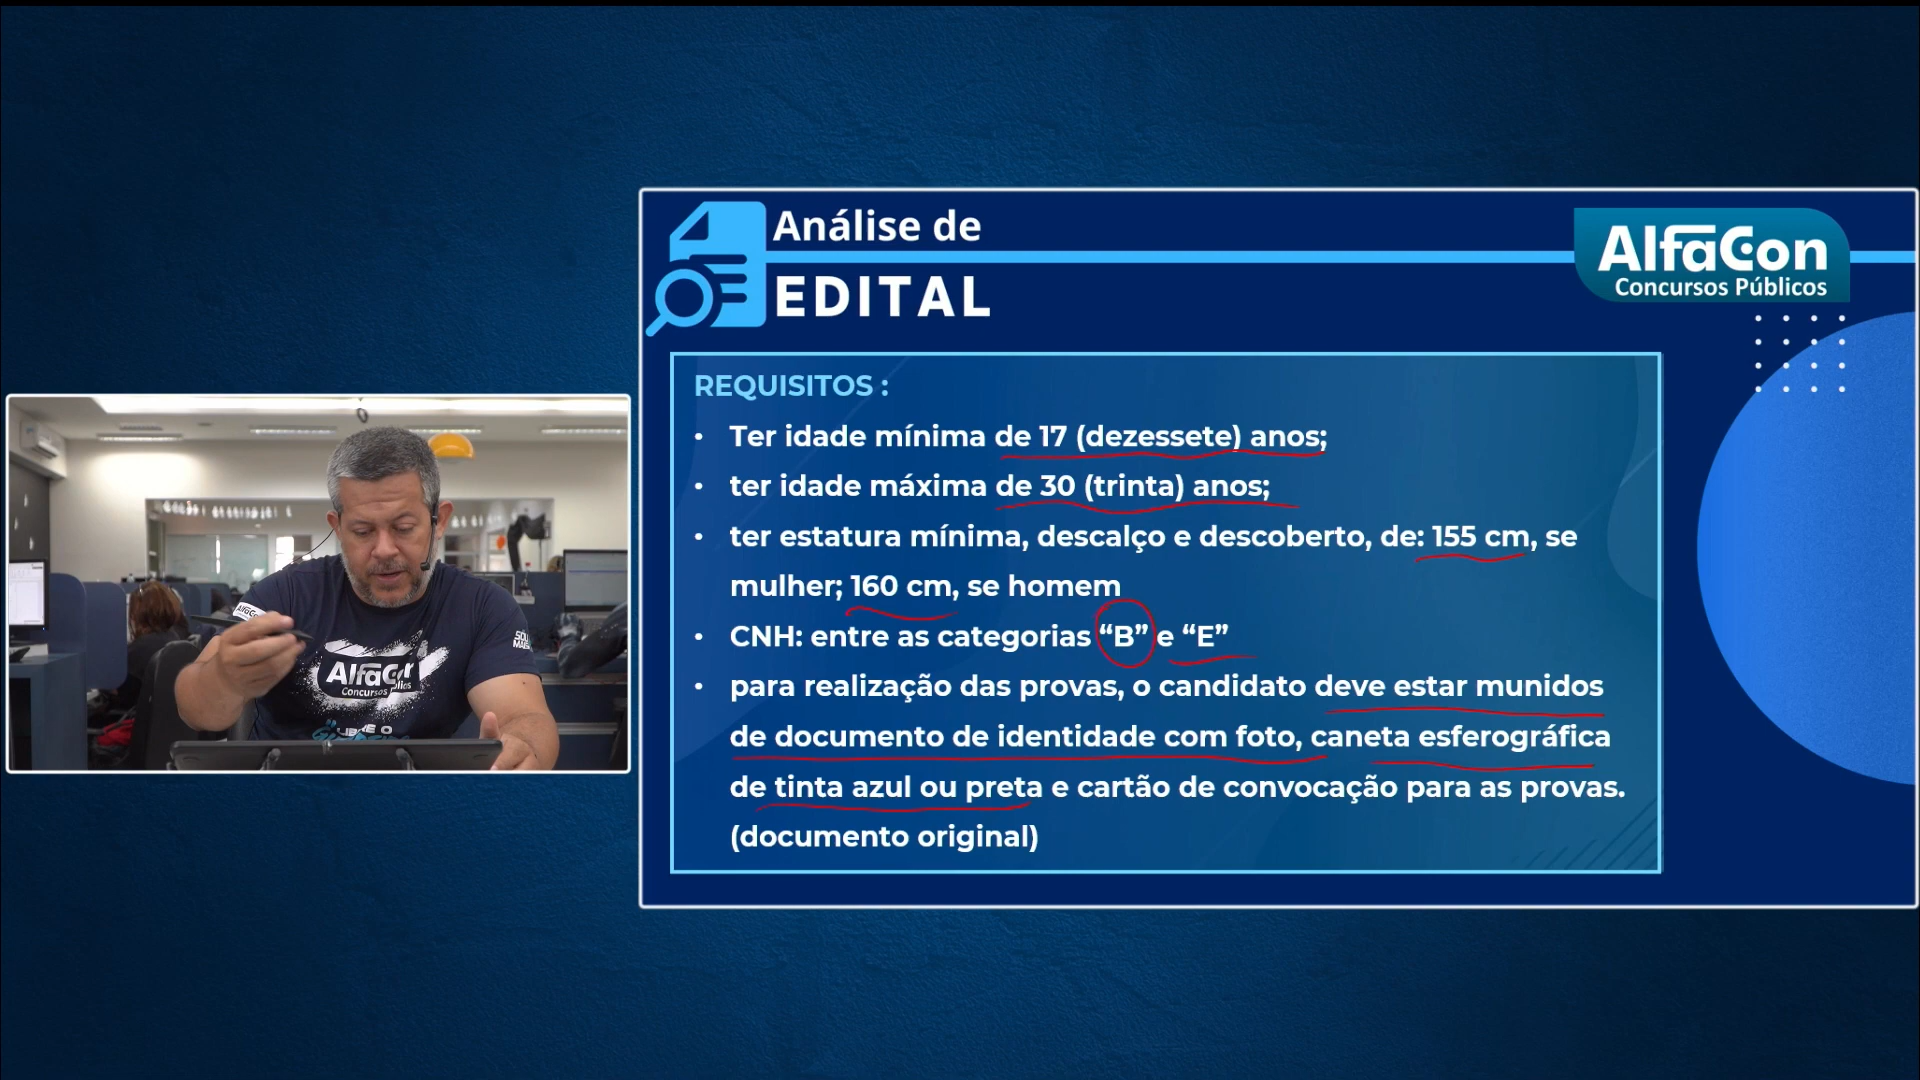 Análise de
EDITAL
AlfaCon
Concursos Públicos
REQUISITOS :
• Ter idade mínima de 17 (dezessete) anos;
• ter idade máxima de 30 (trinta) anos;
• ter estatura mínima, descalço e descoberto, de: 155 cm, se
mulher; 160 cm, se homem
• CNH: entre as categorias “B” e “E”
• para realização das provas, o candidato deve estar munidos
de documento de identidade com foto, caneta esferográfica
de tinta azul ou preta e cartão de convocação para as provas.
(documento original)
AlfaCon
Concursos